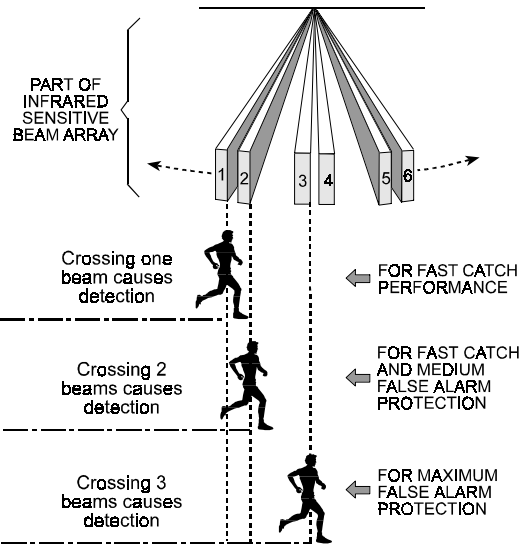 PART OF
INFRARED
SENSITIVE
BEAM ARRAY
1
2
3
4
5
6
Crossing one
beam causes
detection
FOR FAST CATCH
PERFORMANCE
Crossing 2
beams causes
detection
FOR FAST CATCH
AND MEDIUM
FALSE ALARM
PROTECTION
Crossing 3
beams causes
detection
FOR MAXIMUM
FALSE ALARM
PROTECTION